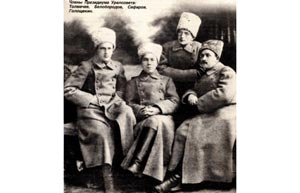 Члены Президиума Уралсовета:
Толмачев, Белобородов, Сафаров,
Голощекин.